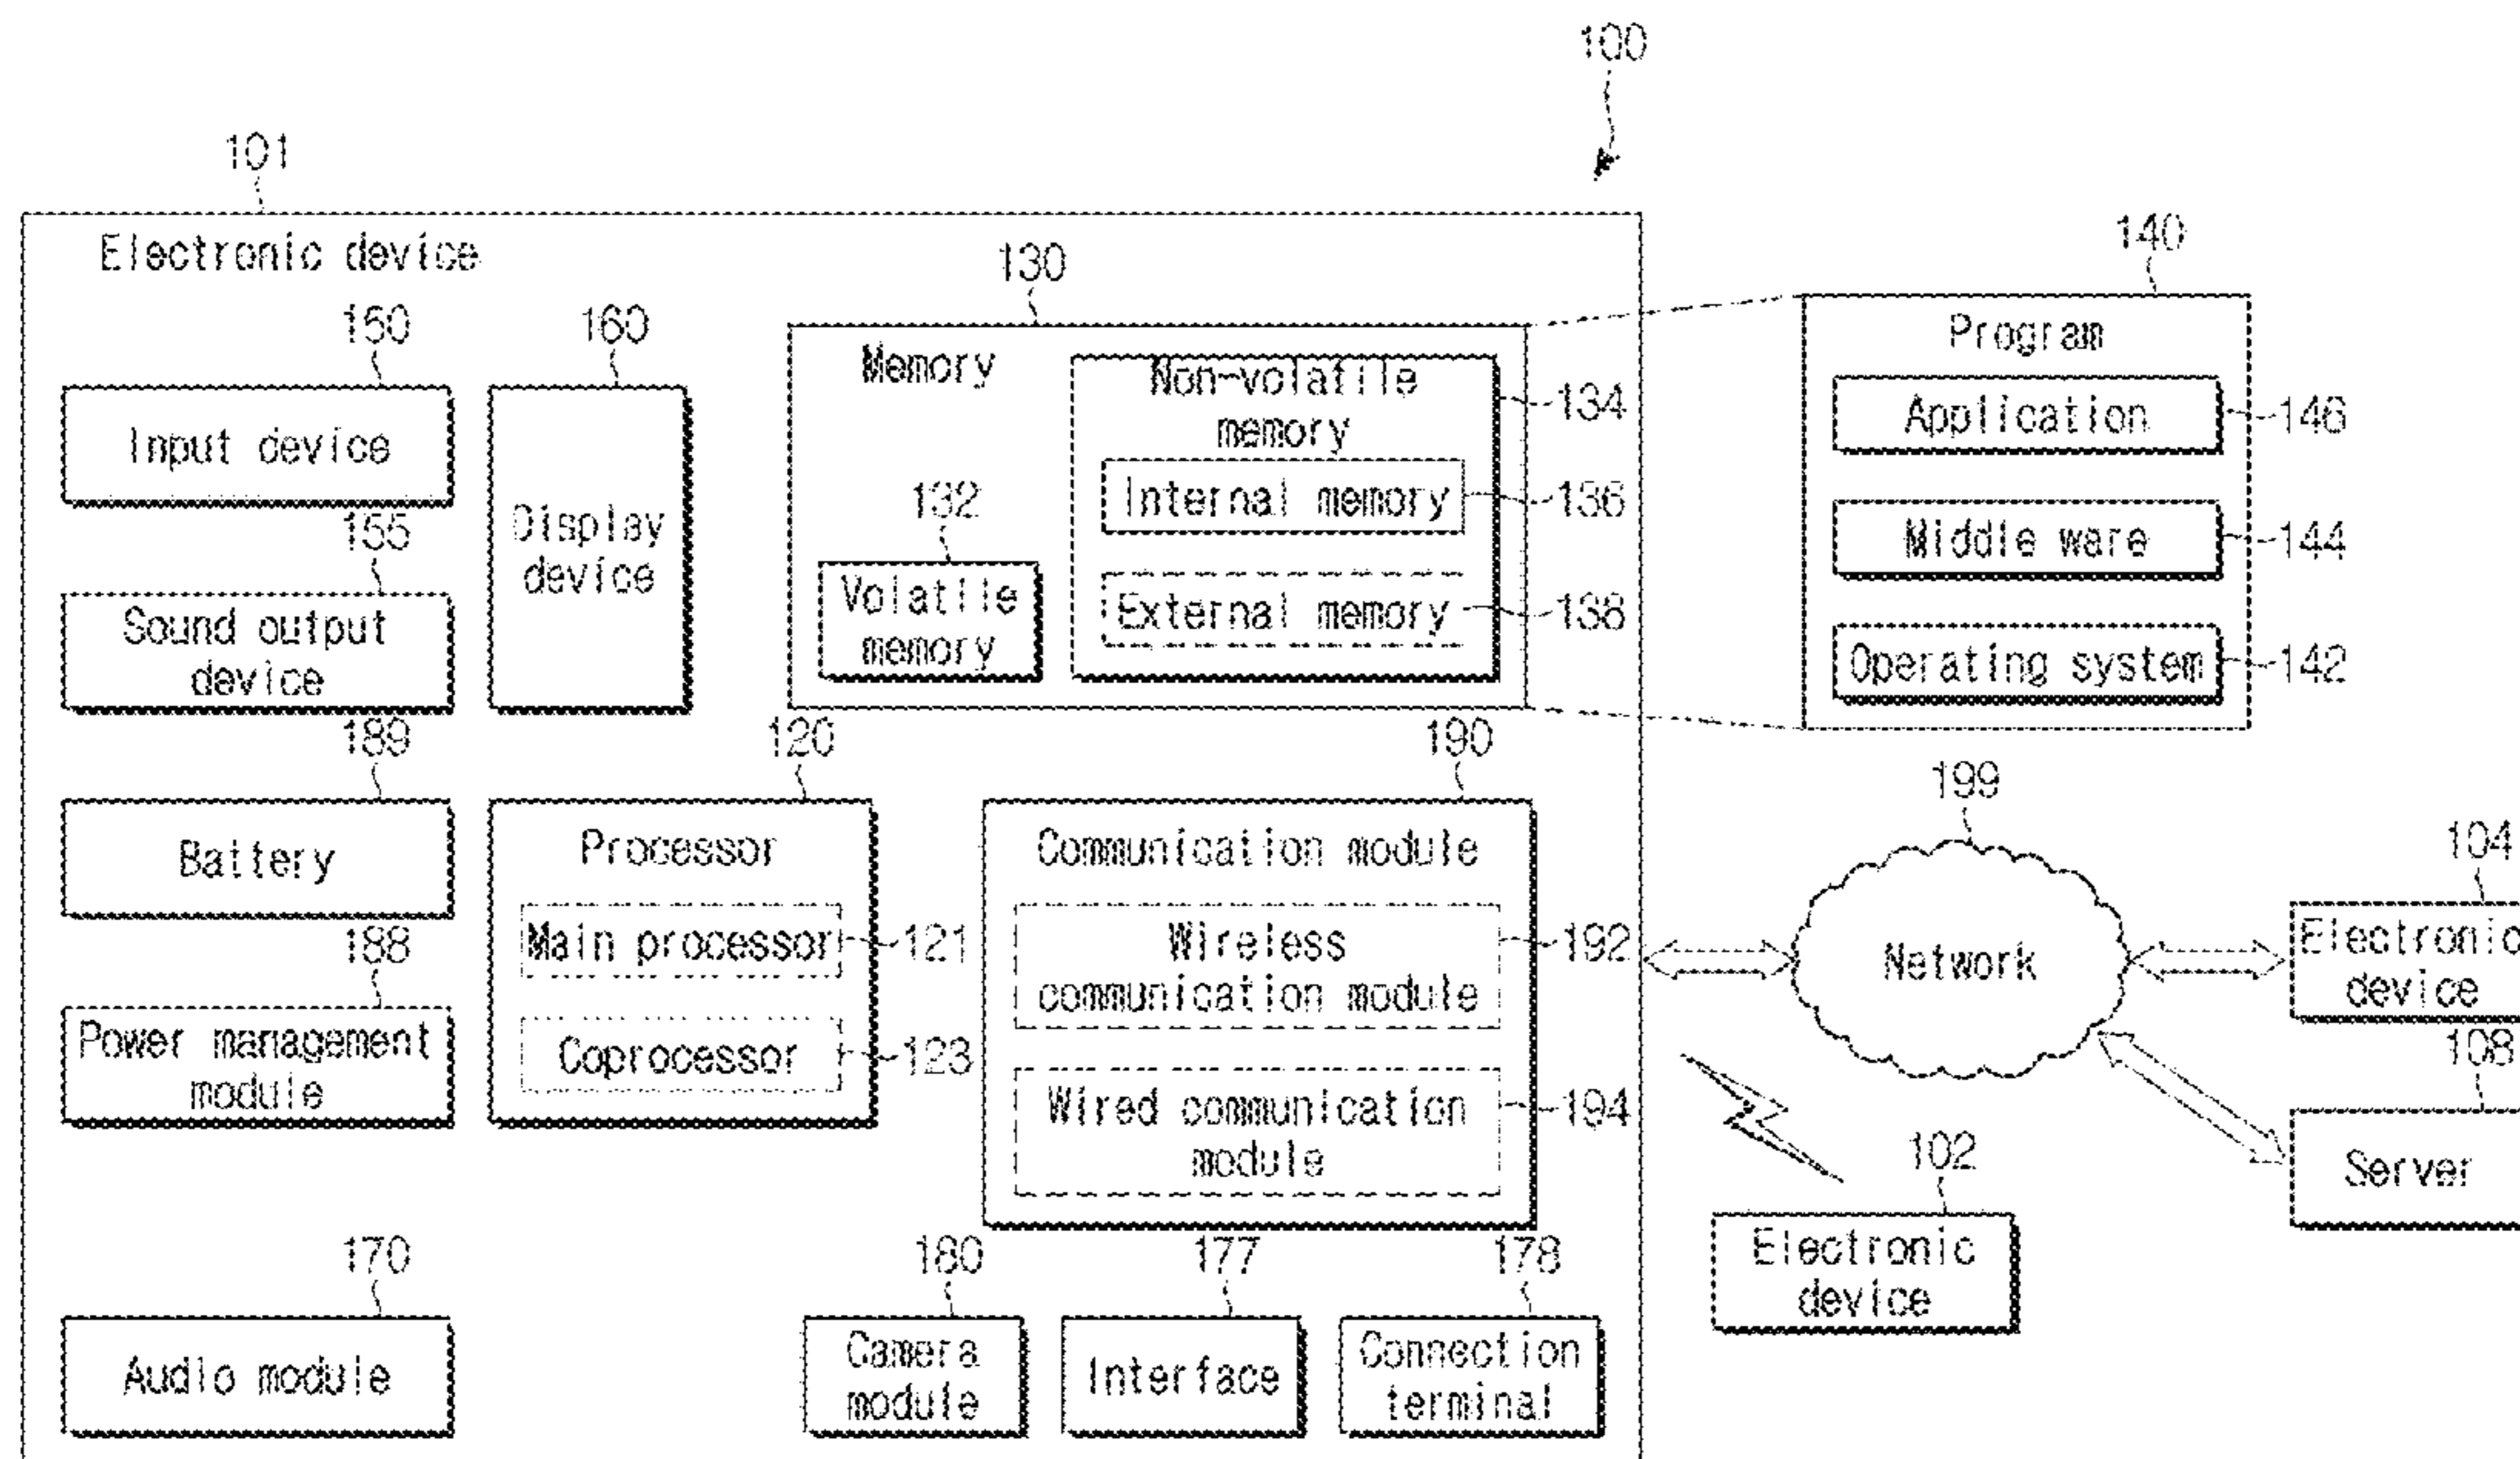 100
101
Electronic device
150
160
130
140
Input device
Display
device
Memory
Non-volatile
memory
134
Internal memory
136
External memory
138
132
Volatile
memory
Program
Application
146
Middle ware
144
Operating system
142
155
Sound output
device
189
Battery
188
Power management
module
120
Processor
Main processor
121
Coprocessor
123
190
Communication module
Wireless
communication module
192
Wired communication
module
194
199
Network
104
Electronic
device
108
Server
102
Electronic
device
170
Audio module
180
Camera
module
177
Interface
178
Connection
terminal